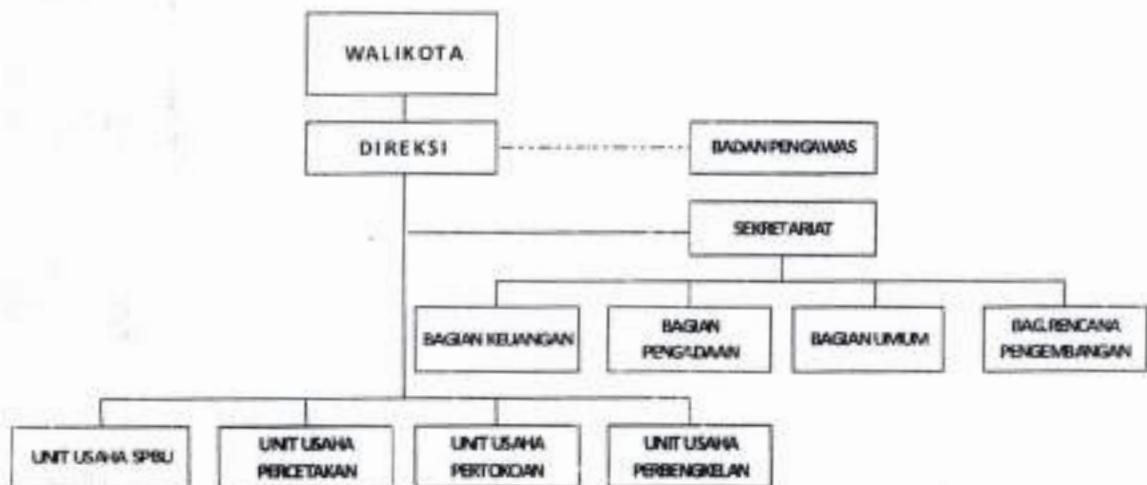 WALIKOTA
DIREKSI
BADAN PENGAWAS
SEKRETARIAT
BAGIAN KEUANGAN
BAGIAN
PENGADAAN
BAGIAN UMUM
BAG.RENCANA
PENGEMBANGAN
UNIT USAHA SPBU
UNIT USAHA
PERCETAKAN
UNIT USAHA
PERTOKOAN
UNIT USAHA
PERBENGKELAN